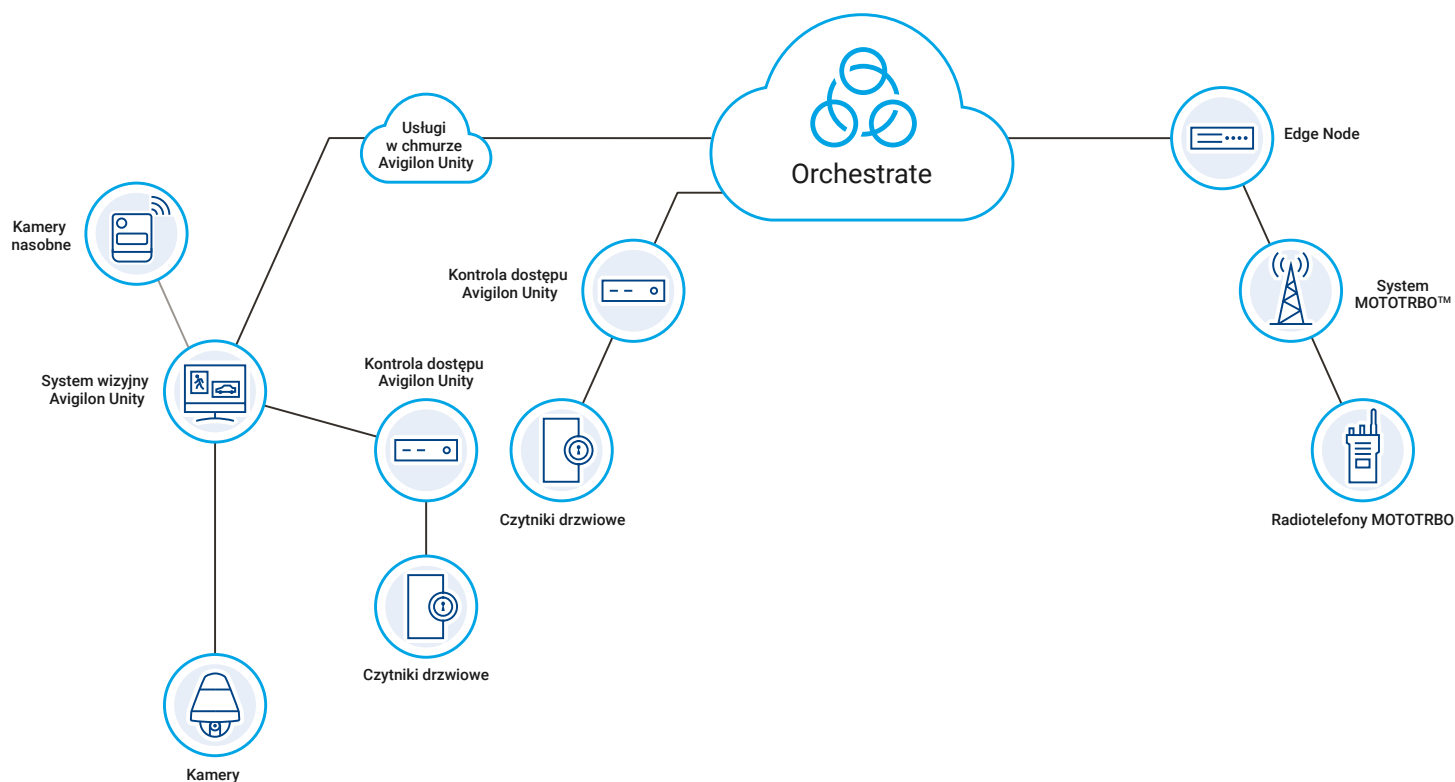 Usługi
w chmurze
Avigilon Unity
Orchestrate
Edge Node
Kamery
nasobne
Kontrola dostępu
Avigilon Unity
System
MOTOTRBO™
System wizyjny
Avigilon Unity
Kontrola dostępu
Avigilon Unity
Czytniki drzwiowe
Radiotelefony MOTOTRBO
Czytniki drzwiowe
Kamery